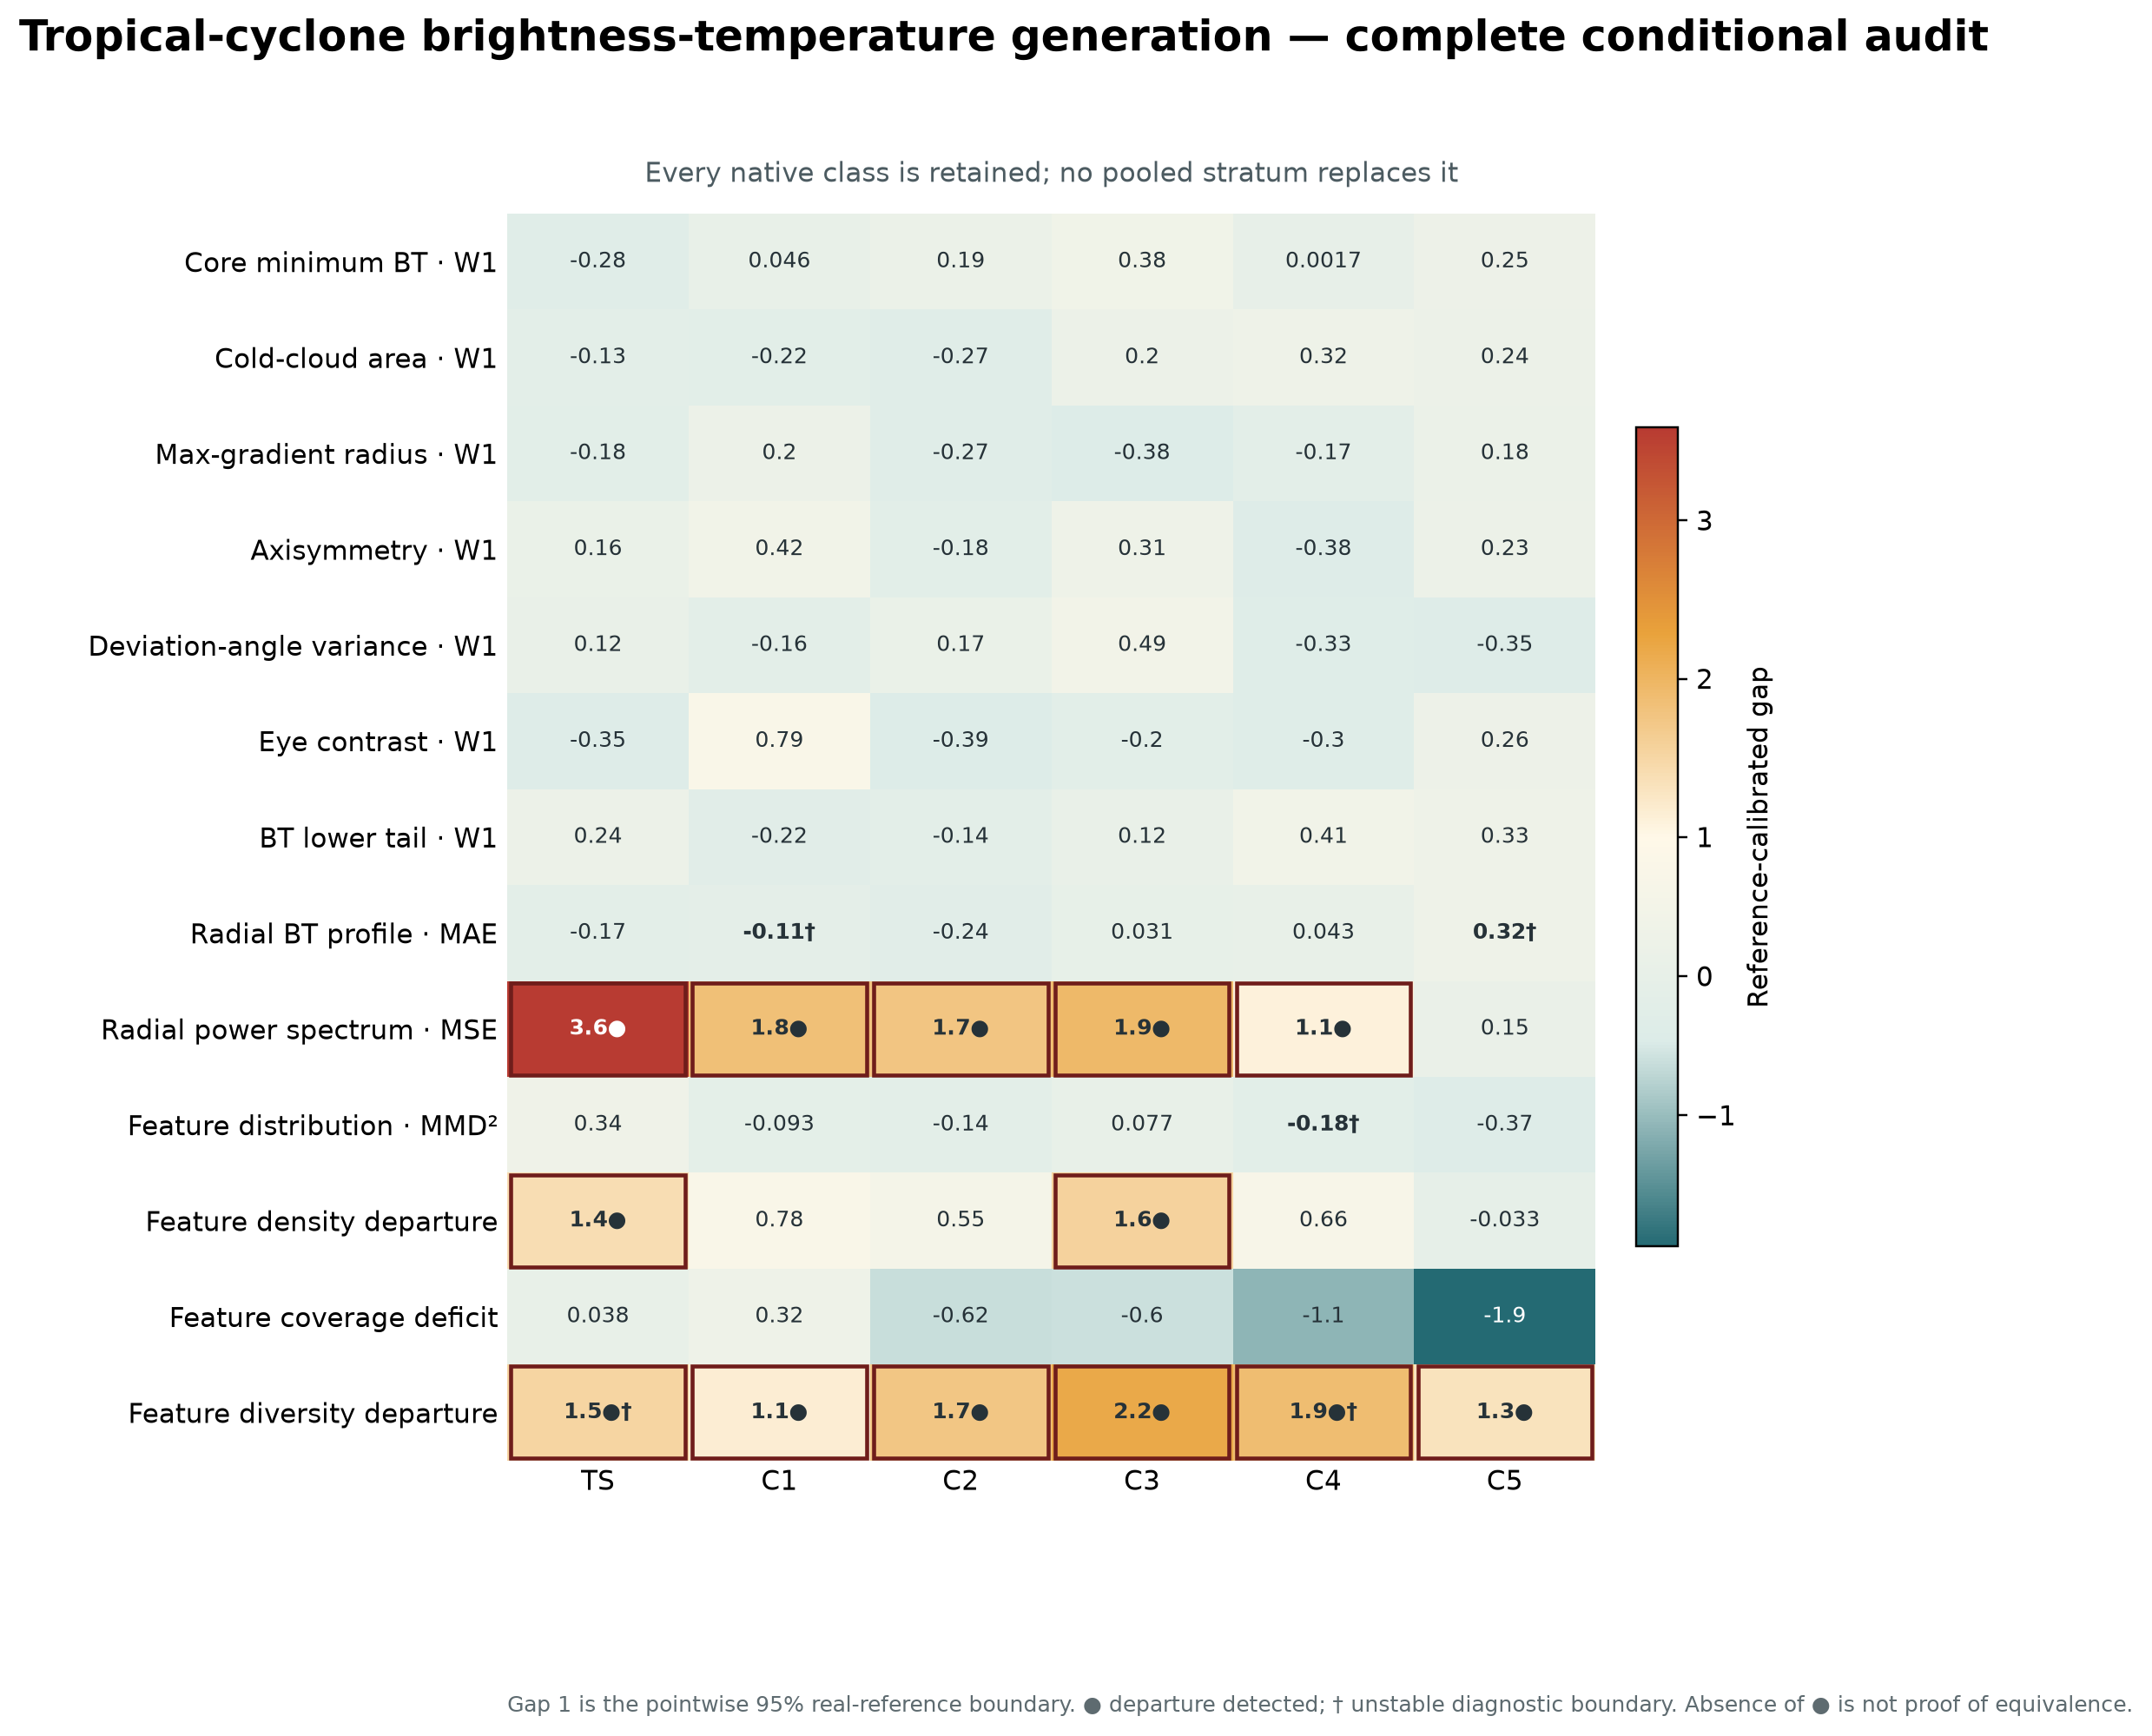 Tropical-cyclone brightness-temperature generation — complete conditional audit
Every native class is retained; no pooled stratum replaces it
Core minimum BT · W1 -0.28 0.046 0.19 0.38 0.0017 0.25
Cold-cloud area · W1 -0.13 -0.22 -0.27 0.2 0.32 0.24
Max-gradient radius · W1 -0.18 0.2 -0.27 -0.38 -0.17 0.18
Axisymmetry · W1 0.16 0.42 -0.18 0.31 -0.38 0.23
Deviation-angle variance · W1 0.12 -0.16 0.17 0.49 -0.33 -0.35
Eye contrast · W1 -0.35 0.79 -0.39 -0.2 -0.3 0.26
BT lower tail · W1 0.24 -0.22 -0.14 0.12 0.41 0.33
Radial BT profile · MAE -0.17 -0.11† -0.24 0.031 0.043 0.32†
Radial power spectrum · MSE 3.6● 1.8● 1.7● 1.9● 1.1● 0.15
Feature distribution · MMD² 0.34 -0.093 -0.14 0.077 -0.18† -0.37
Feature density departure 1.4● 0.78 0.55 1.6● 0.66 -0.033
Feature coverage deficit 0.038 0.32 -0.62 -0.6 -1.1 -1.9
Feature diversity departure 1.5●† 1.1● 1.7● 2.2● 1.9●† 1.3●
TS C1 C2 C3 C4 C5
3
2
1
0
−1
Reference-calibrated gap
Gap 1 is the pointwise 95% real-reference boundary. ● departure detected; † unstable diagnostic boundary. Absence of ● is not proof of equivalence.